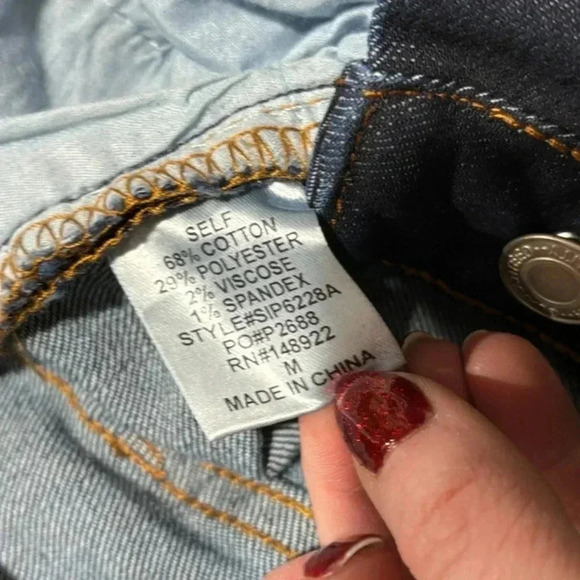 SELF
68% COTTON
29% POLYESTER
2% VISCOSE
1% SPANDEX
STYLE#SIP6228A
PO#P2688
RN#148922
M
MADE IN CHINA